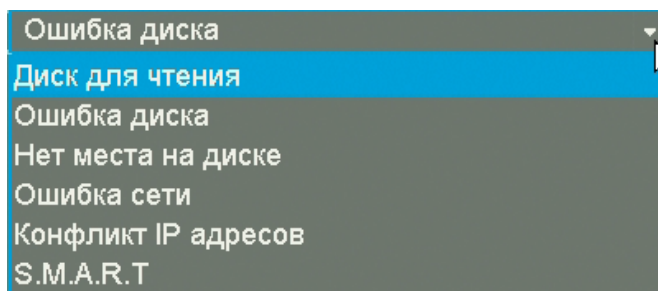 Ошибка диска
Диск для чтения
Ошибка диска
Нет места на диске
Ошибка сети
Конфликт IP адресов
S.M.A.R.T